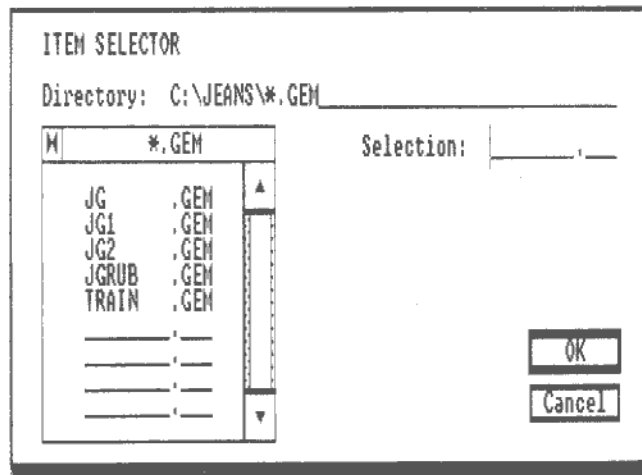 ITEM SELECTOR
Directory: C:\JEANS\*.GEM
*.GEM
Selection:
JG .GEM
JG1 .GEM
JG2 .GEM
JGRUB .GEM
TRAIN .GEM
OK
Cancel